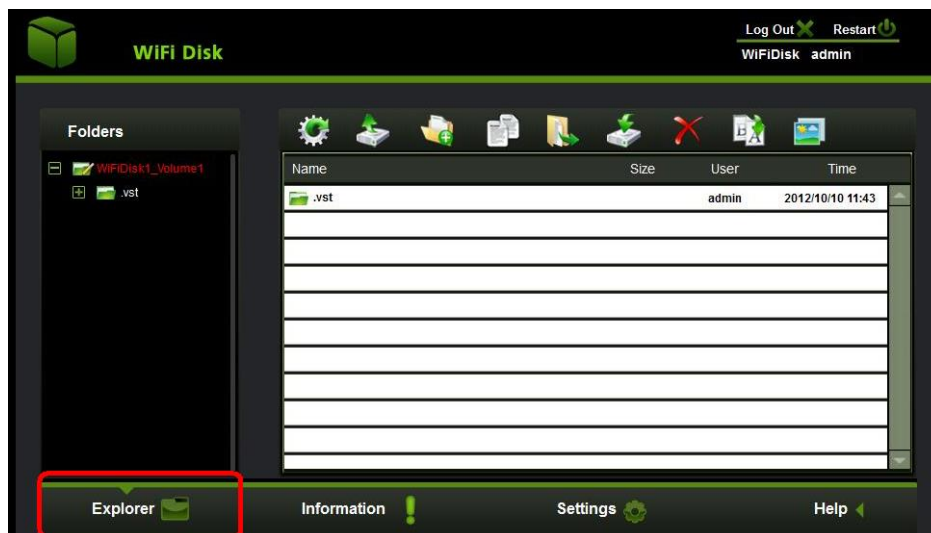 Log Out Restart
WiFi Disk
WiFiDisk admin
Folders
WiFiDisk1_Volume1
.vst
Name Size User Time
.vst admin 2012/10/10 11:43
Explorer Information Settings Help